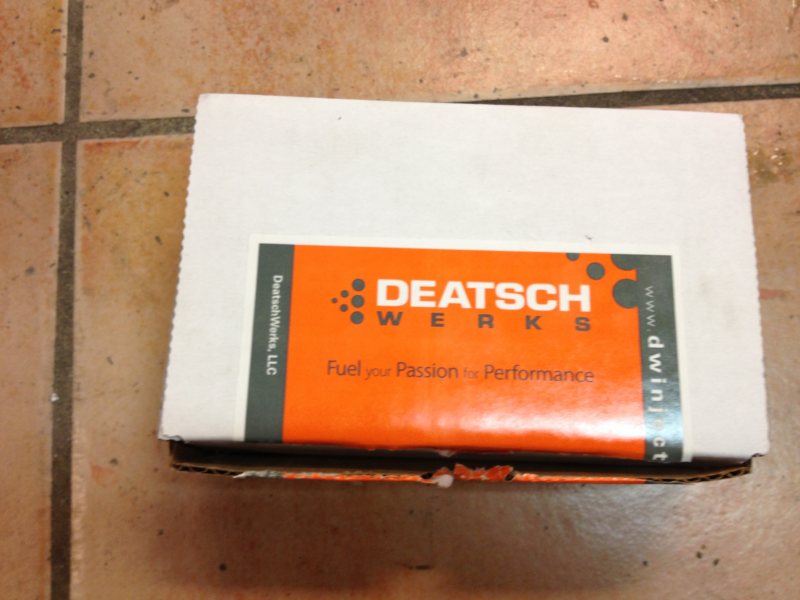 DeatschWerks, LLC
DEATSCH
WERKS
Fuel your Passion for Performance
www.dwinject